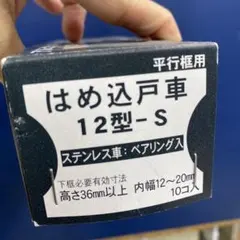 平行框用
はめ込戸車
12型-S
ステンレス車:ベアリング入
下框必要有効寸法
高さ36mm以上 内幅12〜20mm
10コ入